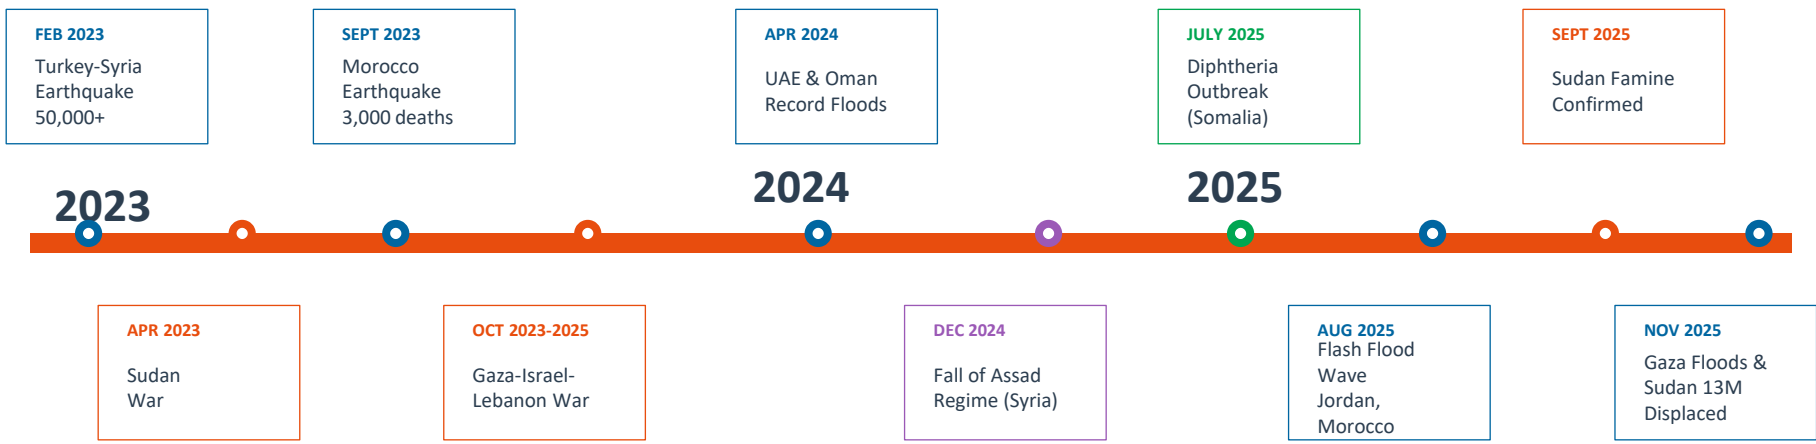 FEB 2023
Turkey-Syria
Earthquake
50,000+
SEPT 2023
Morocco
Earthquake
3,000 deaths
APR 2024
UAE & Oman
Record Floods
JULY 2025
Diphtheria
Outbreak
(Somalia)
SEPT 2025
Sudan Famine
Confirmed
2023
2024
2025
APR 2023
Sudan
War
OCT 2023-2025
Gaza-Israel-
Lebanon War
DEC 2024
Fall of Assad
Regime (Syria)
AUG 2025
Flash Flood
Wave
Jordan,
Morocco
NOV 2025
Gaza Floods &
Sudan 13M
Displaced